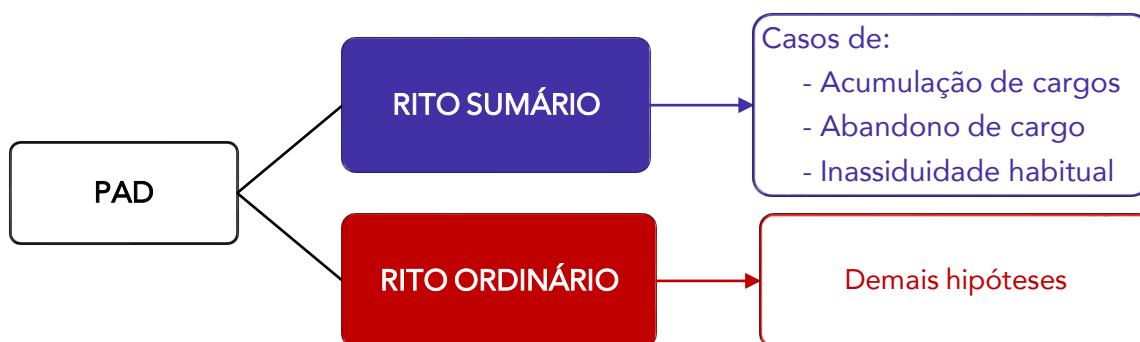 PAD
RITO SUMÁRIO
Casos de:
- Acumulação de cargos
- Abandono de cargo
- Inassiduidade habitual
RITO ORDINÁRIO
Demais hipóteses